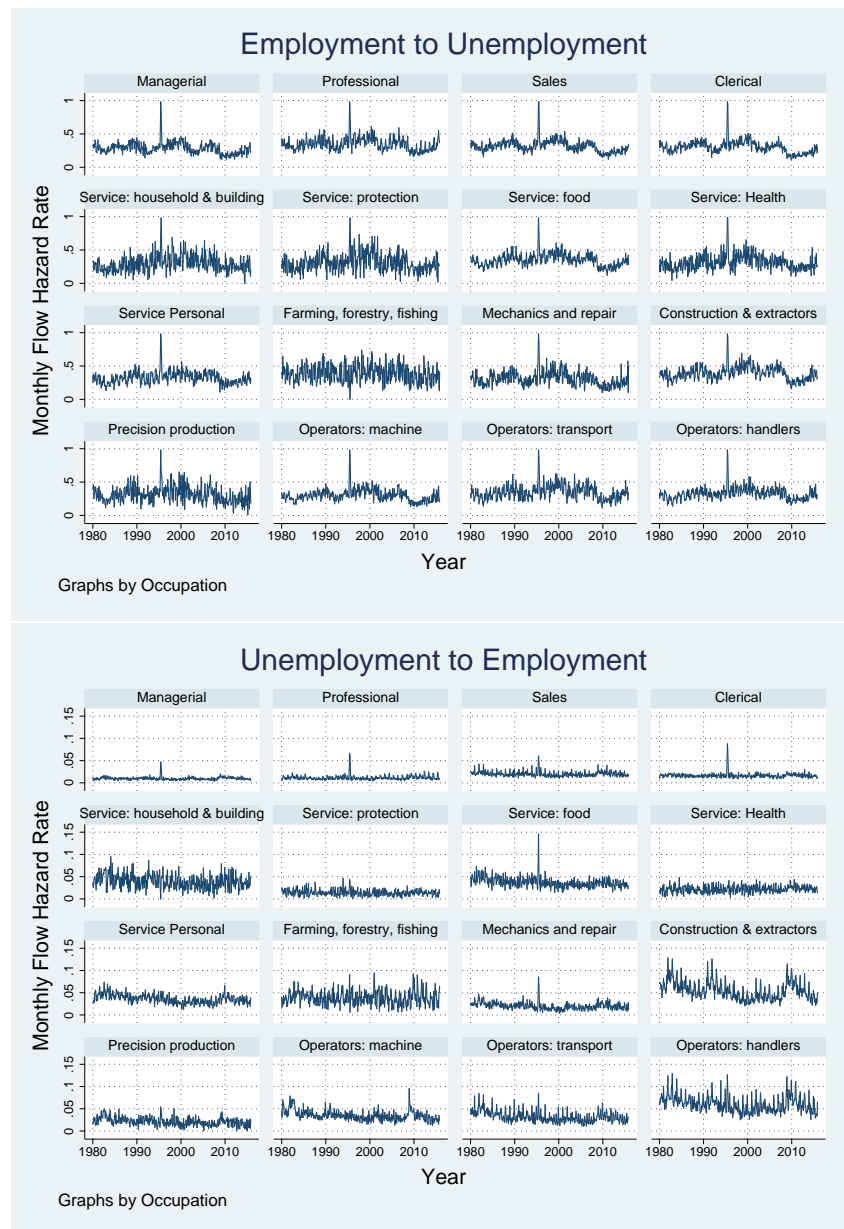 Employment to Unemployment
Managerial Professional Sales Clerical
0 .5 1
Service: household & building Service: protection Service: food Service: Health
0 .5 1
Service Personal Farming, forestry, fishing Mechanics and repair Construction & extractors
0 .5 1
Precision production Operators: machine Operators: transport Operators: handlers
0 .5 1
1980 1990 2000 2010 1980 1990 2000 2010 1980 1990 2000 2010 1980 1990 2000 2010
Monthly Flow Hazard Rate
Year
Graphs by Occupation
Unemployment to Employment
Managerial Professional Sales Clerical
0 .05 .1 .15
Service: household & building Service: protection Service: food Service: Health
0 .05 .1 .15
Service Personal Farming, forestry, fishing Mechanics and repair Construction & extractors
0 .05 .1 .15
Precision production Operators: machine Operators: transport Operators: handlers
0 .05 .1 .15
1980 1990 2000 2010 1980 1990 2000 2010 1980 1990 2000 2010 1980 1990 2000 2010
Monthly Flow Hazard Rate
Year
Graphs by Occupation